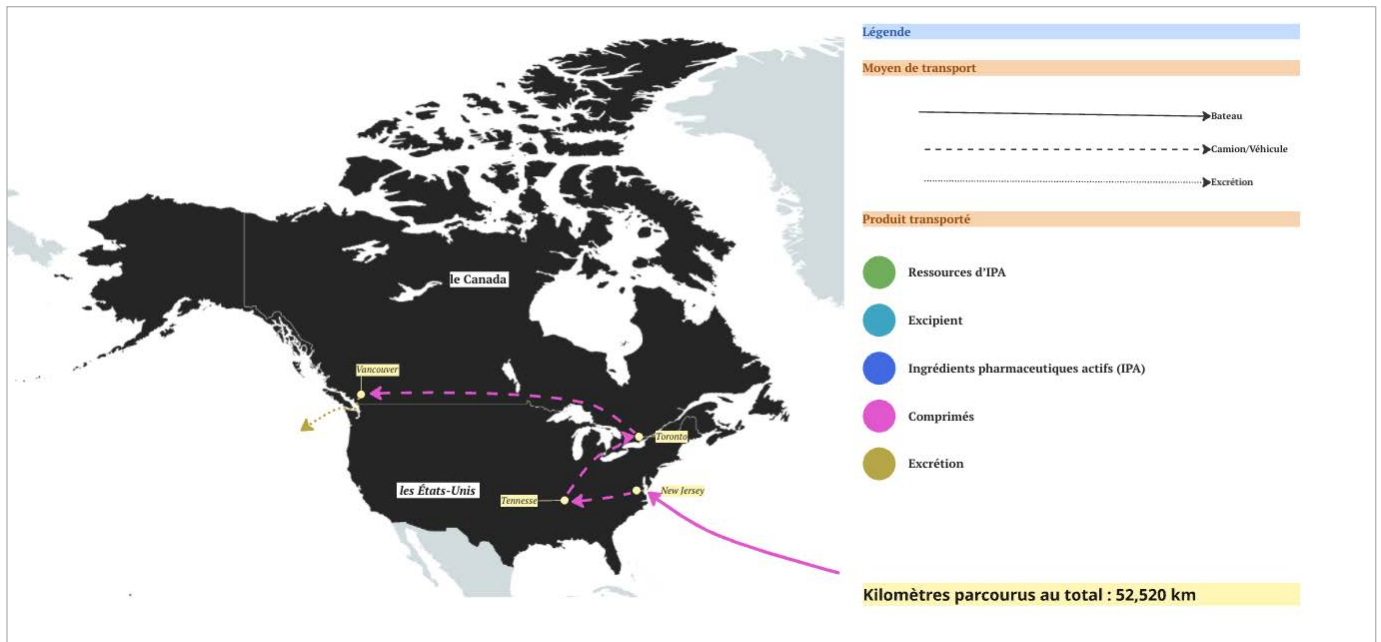 Légende
Moyen de transport
Bateau
Camion/Véhicule
Excrétion
Produit transporté
Ressources d'IPA
Excipient
Ingrédients pharmaceutiques actifs (IPA)
Comprimés
Excrétion
Kilomètres parcourus au total : 52,520 km
le Canada
Vancouver
Toronto
les États-Unis
Tennesse
New Jersey